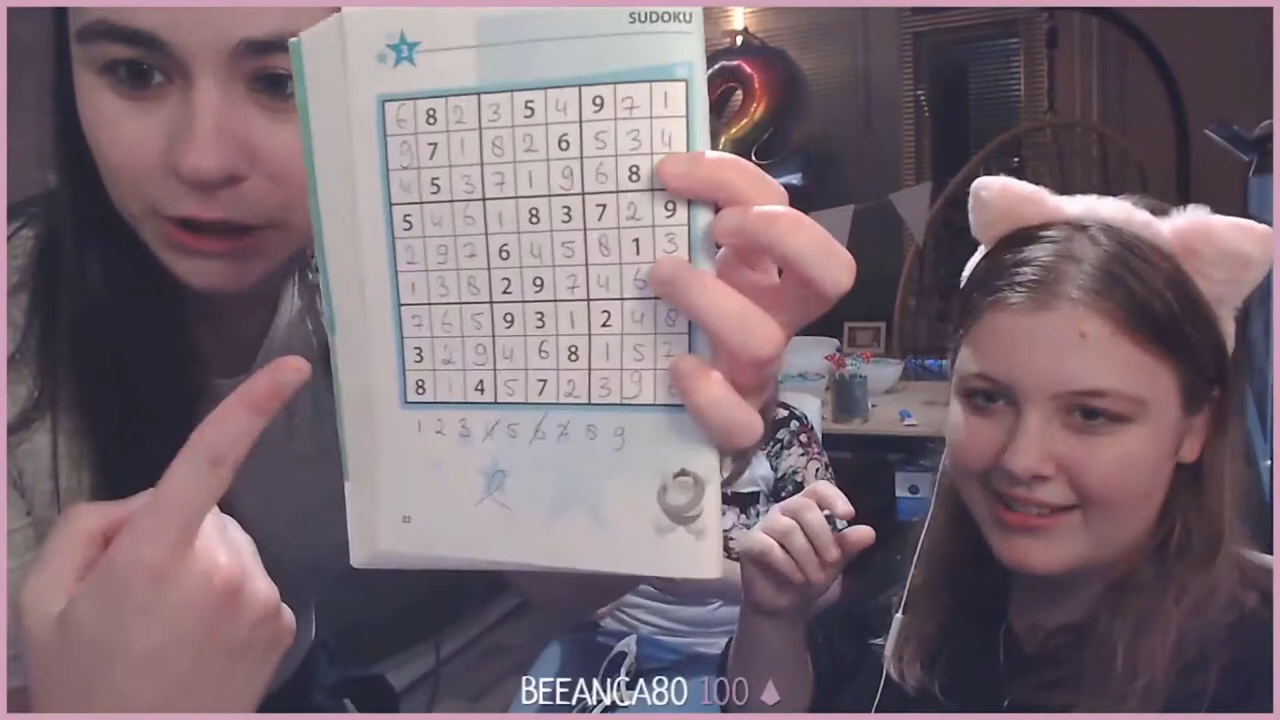 SUDOKU
3
6 8 2 3 5 4 9 7 1
9 7 1 8 2 6 5 3 4
4 5 3 7 1 9 6 8
5 4 6 1 8 3 7 2 9
2 9 7 6 4 5 8 1 3
1 3 8 2 9 7 4 6
7 6 5 9 3 1 2 4 8
3 2 9 4 6 8 1 5 7
8 1 4 5 7 2 3 9
1 2 3 4 5 6 7 8 9
22
BEEANCA80 100